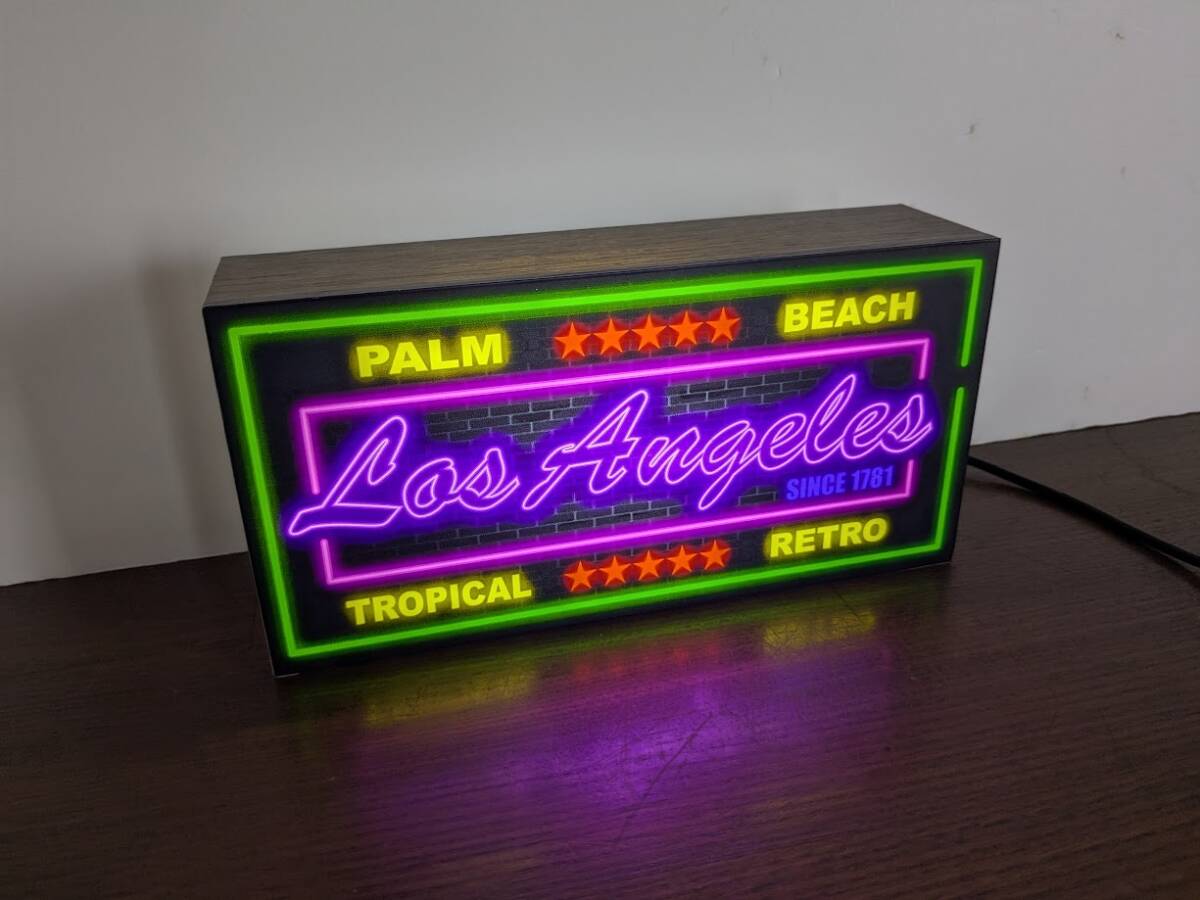 PALM ★★★★★ BEACH
Los Angeles
SINCE 1781
TROPICAL ★★★★★ RETRO